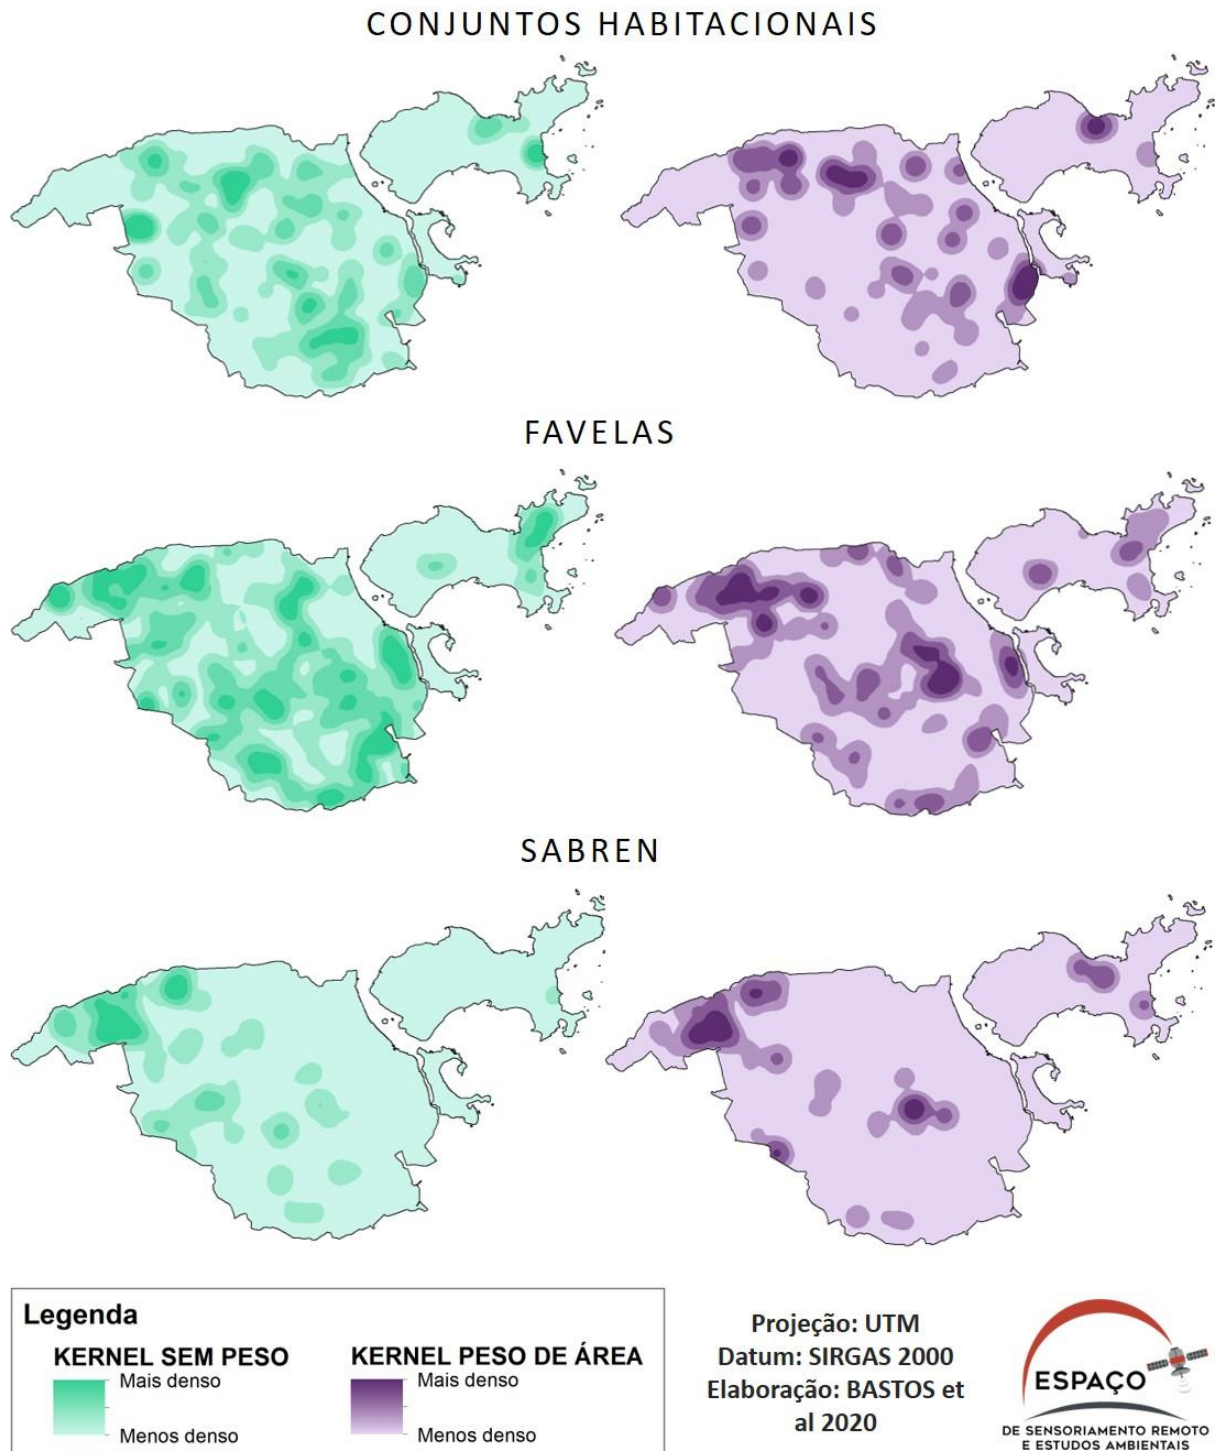 CONJUNTOS HABITACIONAIS
FAVELAS
SABREN
Legenda
KERNEL SEM PESO
Mais denso
Menos denso
KERNEL PESO DE ÁREA
Mais denso
Menos denso
Projeção: UTM
Datum: SIRGAS 2000
Elaboração: BASTOS et
al 2020
ESPAÇO
DE SENSORIAMENTO REMOTO
E ESTUDOS AMBIENTAIS